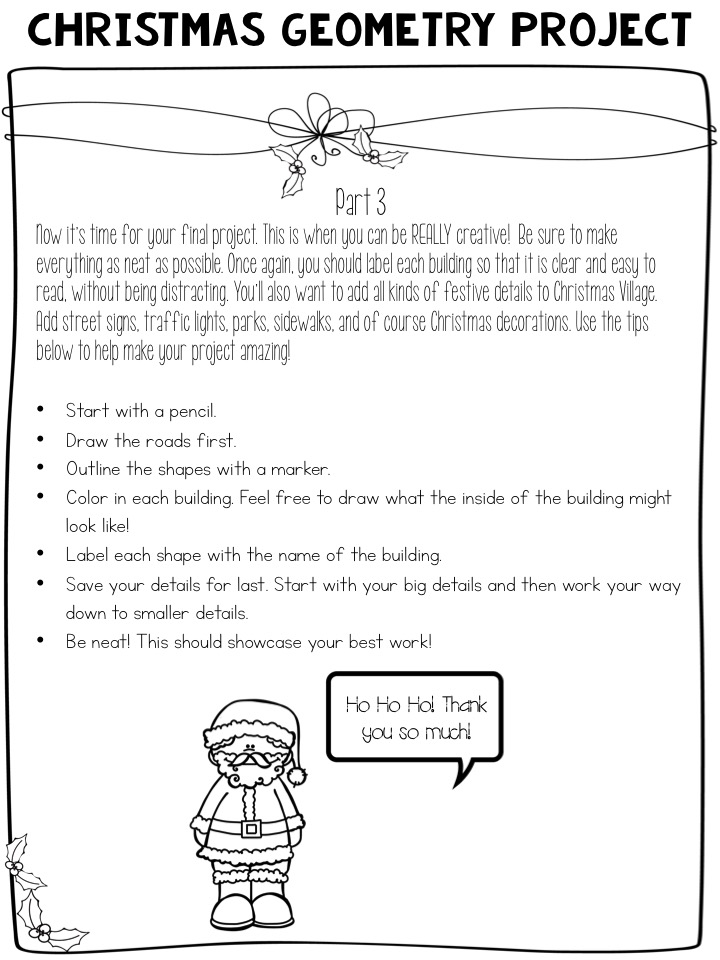 CHRISTMAS GEOMETRY PROJECT
Part 3
Now it's time for your final project. This is when you can be REALLY creative! Be sure to make
everything as neat as possible. Once again, you should label each building so that it is clear and easy to
read, without being distracting. You'll also want to add all kinds of festive details to Christmas Village.
Add street signs, traffic lights, parks, sidewalks, and of course Christmas decorations. Use the tips
below to help make your project amazing!
• Start with a pencil.
• Draw the roads first.
• Outline the shapes with a marker.
• Color in each building. Feel free to draw what the inside of the building might
look like!
• Label each shape with the name of the building.
• Save your details for last. Start with your big details and then work your way
down to smaller details.
• Be neat! This should showcase your best work!
Ho Ho Ho! Thank
you so much!